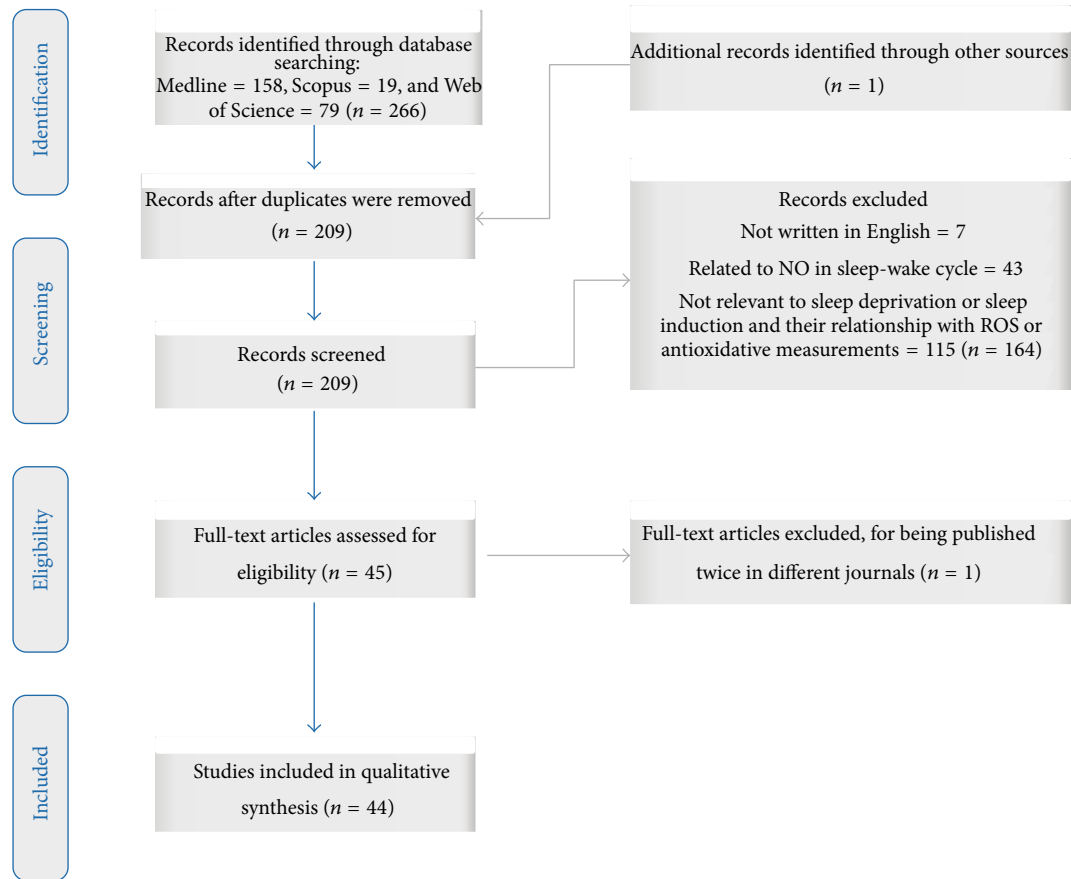 Identification
Records identified through database
searching:
Medline = 158, Scopus = 19, and Web
of Science = 79 (n = 266)
Additional records identified through other sources
(n = 1)
Records after duplicates were removed
(n = 209)
Screening
Records screened
(n = 209)
Records excluded
Not written in English = 7
Related to NO in sleep-wake cycle = 43
Not relevant to sleep deprivation or sleep
induction and their relationship with ROS or
antioxidative measurements = 115 (n = 164)
Eligibility
Full-text articles assessed for
eligibility (n = 45)
Full-text articles excluded, for being published
twice in different journals (n = 1)
Included
Studies included in qualitative
synthesis (n = 44)